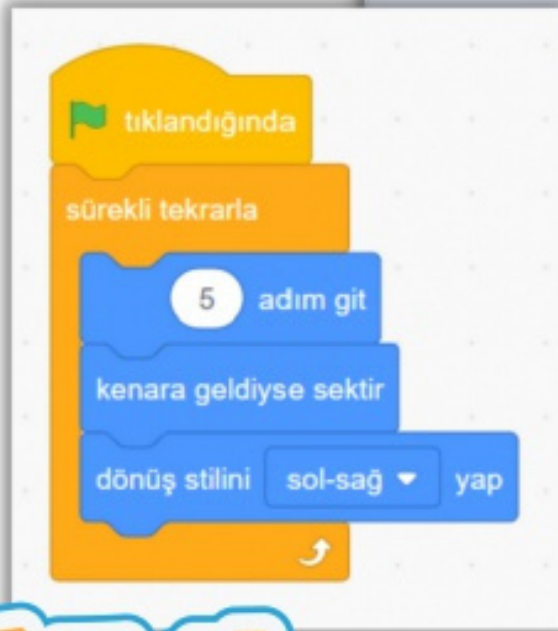 tıklandığında
sürekli tekrarla
5 adım git
kenara geldiyse sektir
dönüş stilini sol-sağ yap